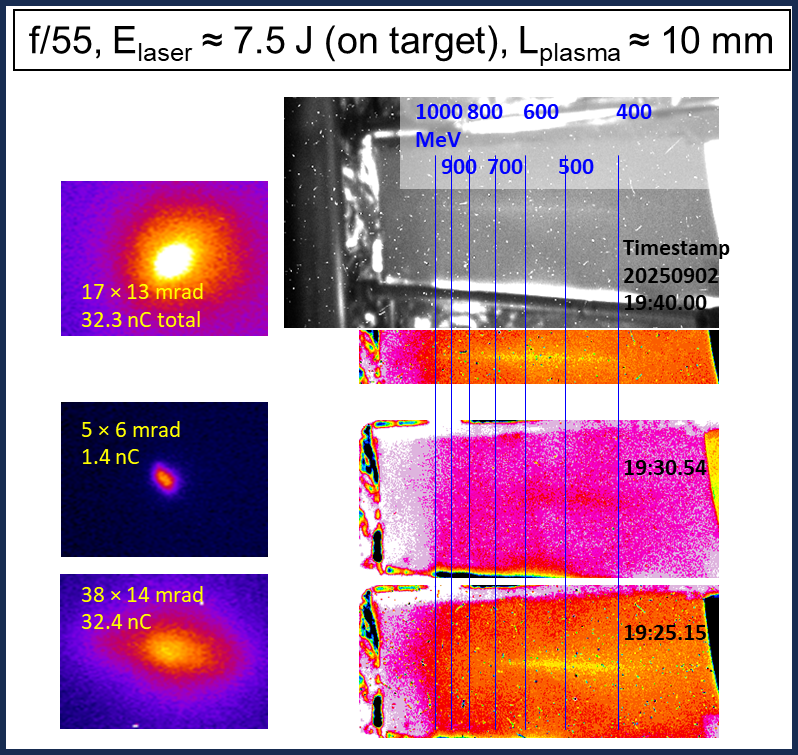 f/55, Elaser ≈ 7.5 J (on target), Lplasma ≈ 10 mm
1000 800 600 400
MeV
900 700 500
Timestamp
20250902
19:40.00
17 × 13 mrad
32.3 nC total
5 × 6 mrad
1.4 nC
19:30.54
38 × 14 mrad
32.4 nC
19:25.15